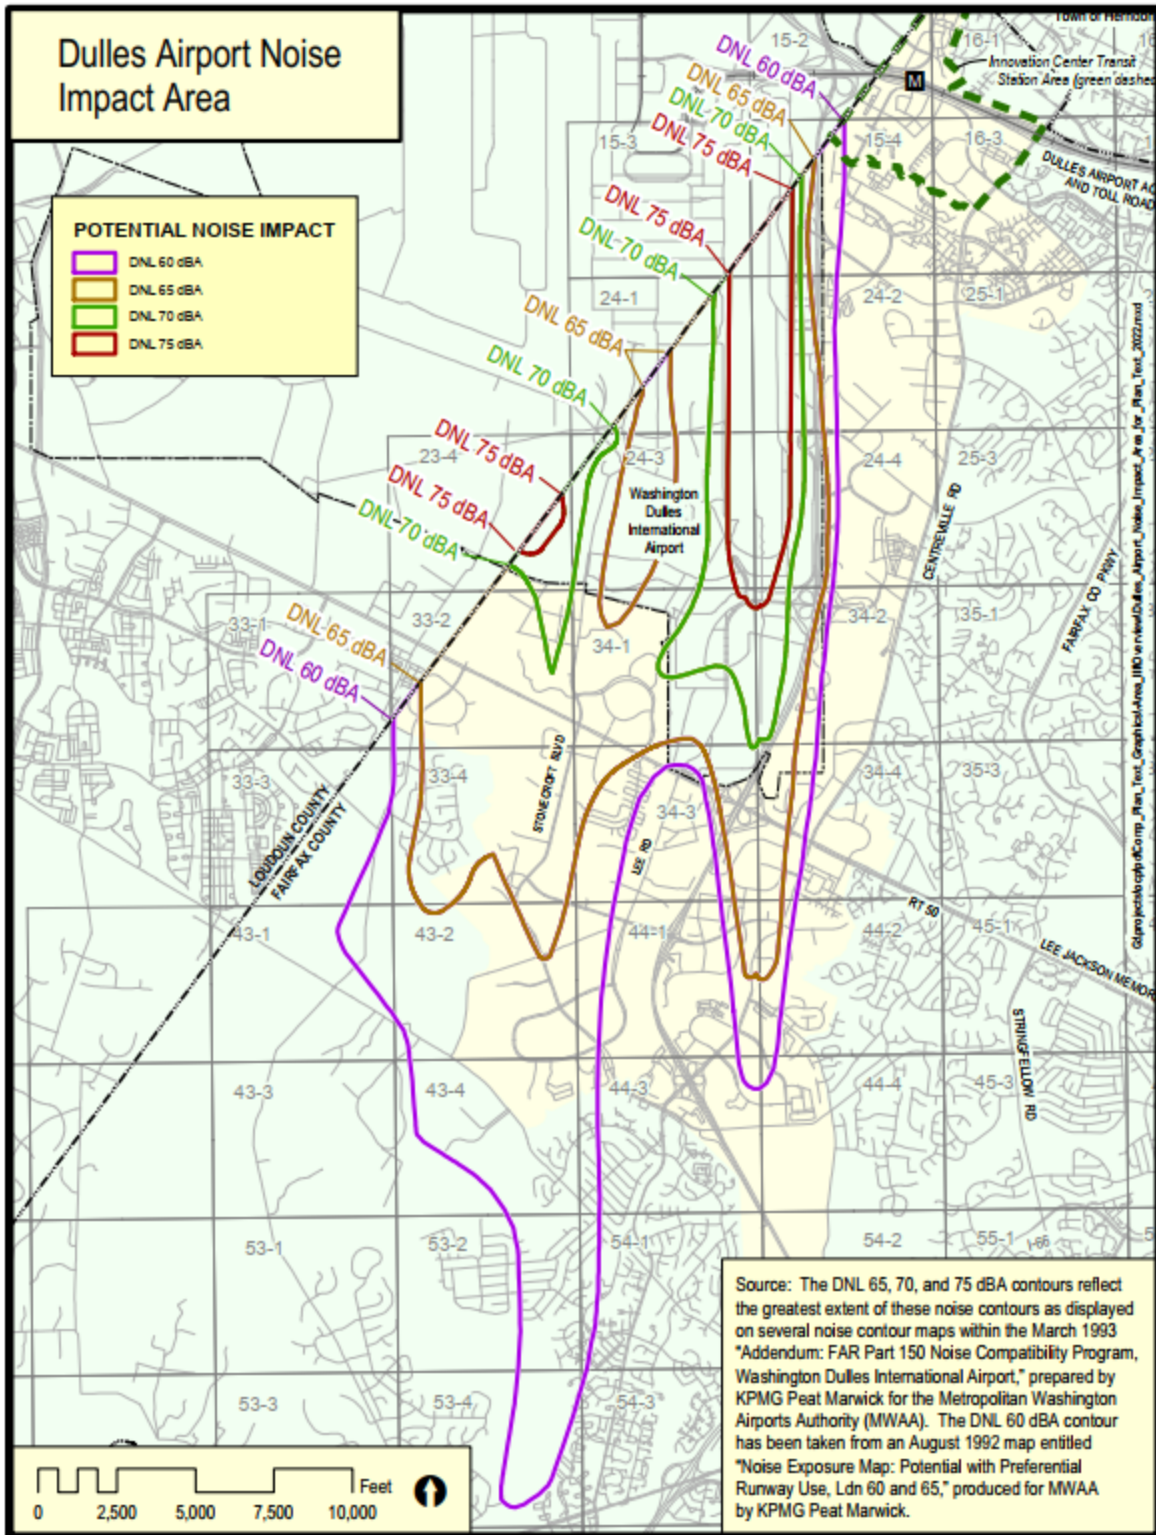 Dulles Airport Noise
Impact Area
POTENTIAL NOISE IMPACT
DNL 60 dBA
DNL 65 dBA
DNL 70 dBA
DNL 75 dBA
Town of Herndon
15-2
16-1
16
Innovation Center Transit
Station Area (green dashed
M
DNL 60 dBA
DNL 65 dBA
DNL 70 dBA
DNL 75 dBA
15-3
15-4
16-3
DULLES AIRPORT AC
AND TOLL ROAD
DNL 75 dBA
DNL 70 dBA
24-1
24-2
25-1
DNL 65 dBA
DNL 70 dBA
DNL 75 dBA
23-4
24-3
24-4
25-3
DNL 75 dBA
DNL 70 dBA
Washington
Dulles
International
Airport
CENTREVILLE RD
FAIRFAX CO PKWY
33-1
33-2
34-1
34-2
35-1
DNL 65 dBA
DNL 60 dBA
33-3
33-4
STONECROFT BLVD
34-3
34-4
35-3
LEE RD
LOUDOUN COUNTY
FAIRFAX COUNTY
RT 50
LEE JACKSON MEMOR
43-1
43-2
44-1
44-2
45-1
STRINGFELLOW RD
43-3
43-4
44-3
44-4
45-3
53-1
53-2
54-1
54-2
55-1
I-66
5
53-3
53-4
54-3
Source: The DNL 65, 70, and 75 dBA contours reflect
the greatest extent of these noise contours as displayed
on several noise contour maps within the March 1993
"Addendum: FAR Part 150 Noise Compatibility Program,
Washington Dulles International Airport," prepared by
KPMG Peat Marwick for the Metropolitan Washington
Airports Authority (MWAA). The DNL 60 dBA contour
has been taken from an August 1992 map entitled
"Noise Exposure Map: Potential with Preferential
Runway Use, Ldn 60 and 65," produced for MWAA
by KPMG Peat Marwick.
Feet
0 2,500 5,000 7,500 10,000